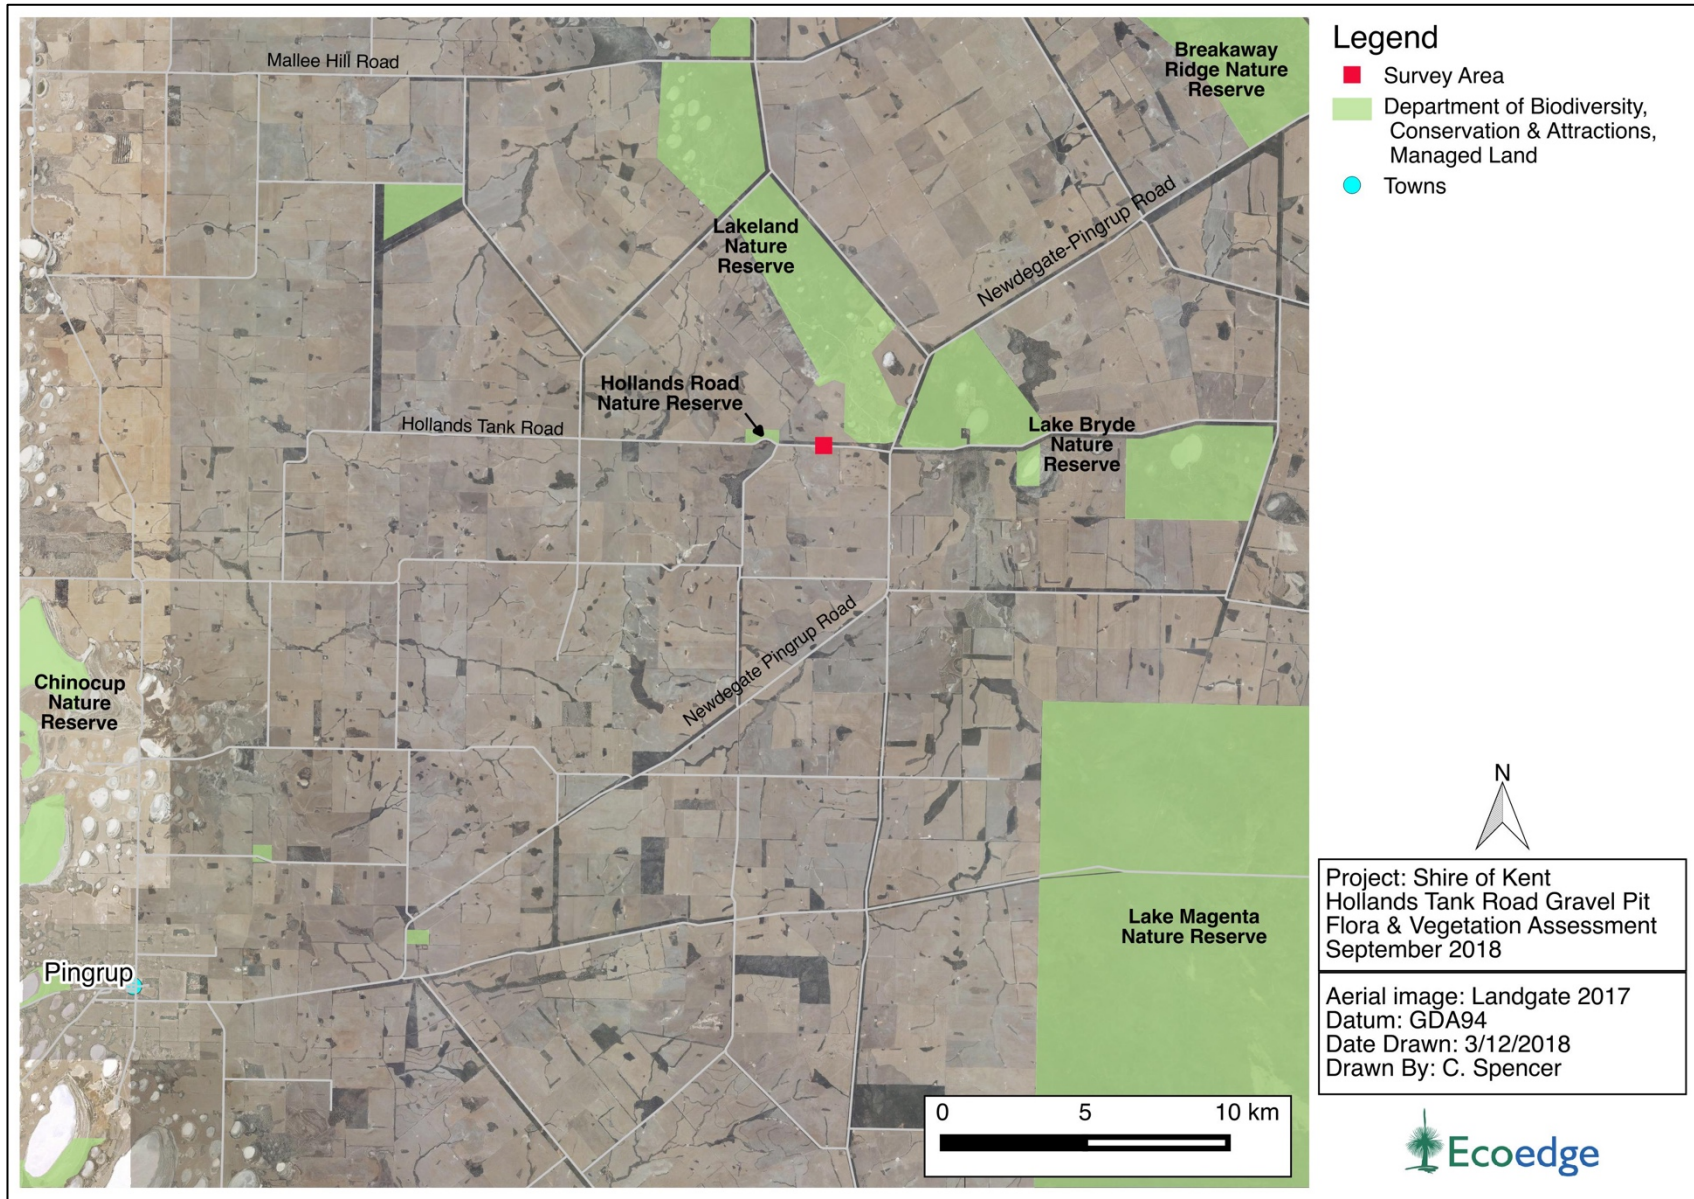 Mallee Hill Road
Breakaway
Ridge Nature
Reserve
Lakeland
Nature
Reserve
Newdegate-Pingrup Road
Hollands Road
Nature Reserve
Hollands Tank Road
Lake Bryde
Nature
Reserve
Newdegate Pingrup Road
Chinocup
Nature
Reserve
Lake Magenta
Nature Reserve
Pingrup
0 5 10 km
Legend
Survey Area
Department of Biodiversity,
Conservation & Attractions,
Managed Land
Towns
N
Project: Shire of Kent
Hollands Tank Road Gravel Pit
Flora & Vegetation Assessment
September 2018
Aerial image: Landgate 2017
Datum: GDA94
Date Drawn: 3/12/2018
Drawn By: C. Spencer
Ecoedge